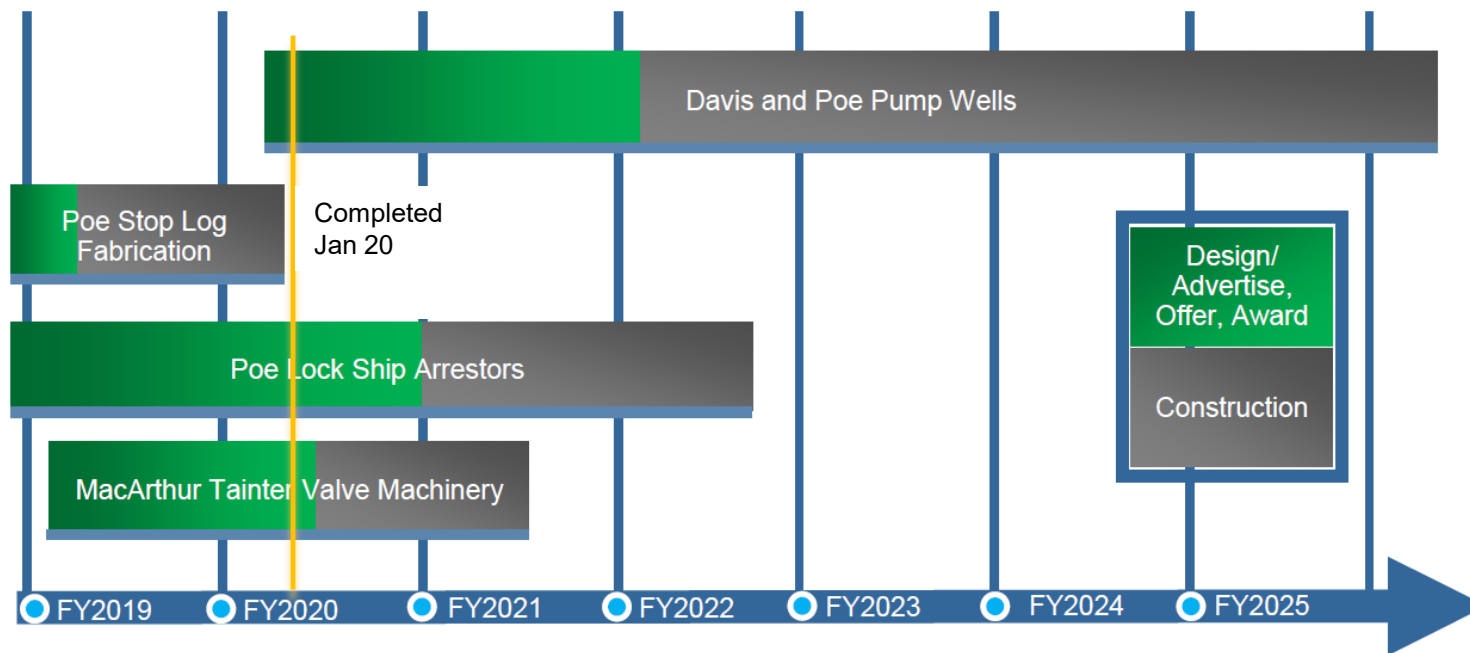 Davis and Poe Pump Wells
Poe Stop Log
Fabrication
Completed
Jan 20
Design/
Advertise,
Offer, Award
Construction
Poe Lock Ship Arrestors
MacArthur Tainter Valve Machinery
FY2019
FY2020
FY2021
FY2022
FY2023
FY2024
FY2025